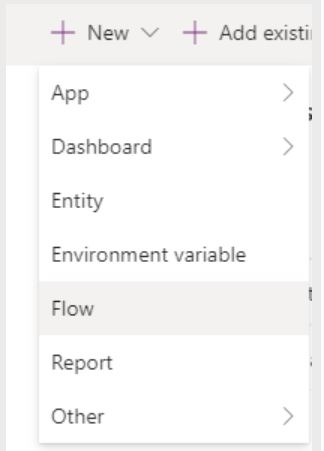 + New + Add existi
App
Dashboard
Entity
Environment variable
Flow
Report
Other